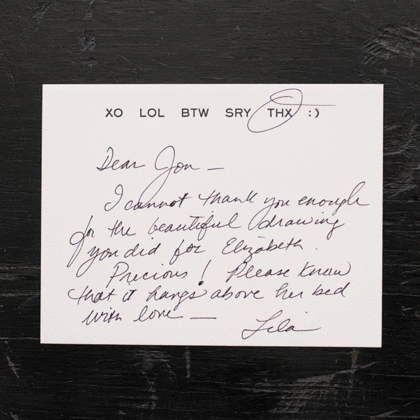 XO LOL BTW SRY THX :)
Dear Jon —
I cannot thank you enough
for the beautiful drawing
you did for Elizabeth.
Precious! Please know
that it hangs above her bed
with love —
Lila